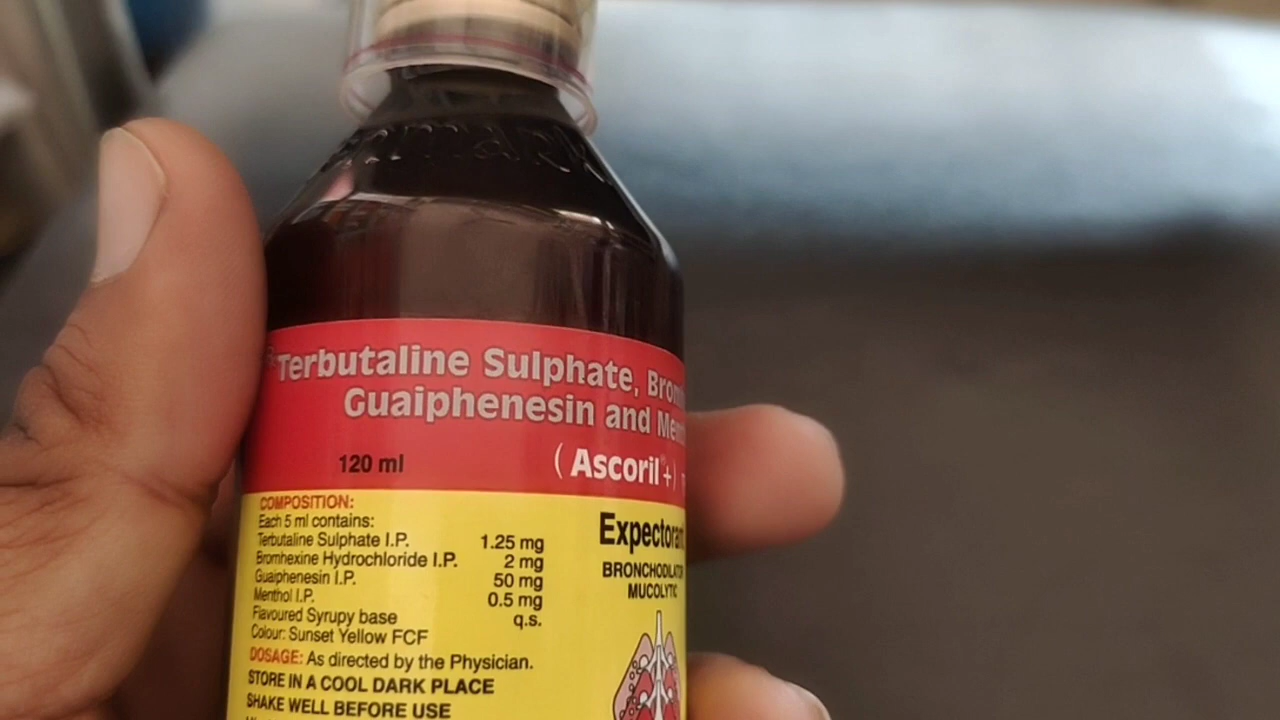 Terbutaline Sulphate,
Guaiphenesin and
120 ml
( Ascoril + )
COMPOSITION:
Each 5 ml contains:
Terbutaline Sulphate I.P. 1.25 mg
Bromhexine Hydrochloride I.P. 2 mg
Guaiphenesin I.P. 50 mg
Menthol I.P. 0.5 mg
Flavoured Syrupy base q.s.
Colour: Sunset Yellow FCF
DOSAGE: As directed by the Physician.
STORE IN A COOL DARK PLACE
SHAKE WELL BEFORE USE
Expectorant
BRONCHODILATOR
MUCOLYTIC